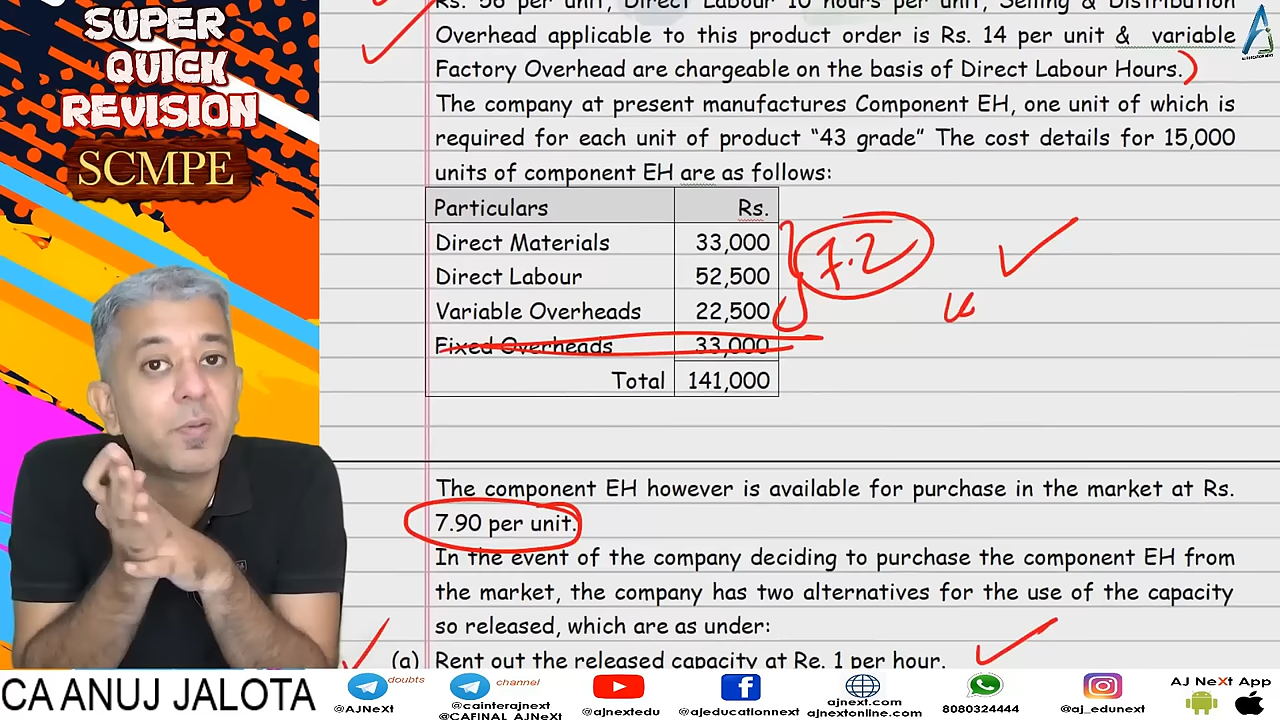 SUPER
QUICK
REVISION
SCMPE
Rs. 56 per unit, Direct Labour 10 hours per unit, Selling & Distribution
Overhead applicable to this product order is Rs. 14 per unit & variable
Factory Overhead are chargeable on the basis of Direct Labour Hours.)
The company at present manufactures Component EH, one unit of which is
required for each unit of product “43 grade” The cost details for 15,000
units of component EH are as follows:
Particulars Rs.
Direct Materials 33,000
Direct Labour 52,500
Variable Overheads 22,500
Fixed Overheads 33,000
Total 141,000
7.2
The component EH however is available for purchase in the market at Rs.
7.90 per unit.
In the event of the company deciding to purchase the component EH from
the market, the company has two alternatives for the use of the capacity
so released, which are as under:
(a) Rent out the released capacity at Re. 1 per hour.
CA ANUJ JALOTA
doubts
@AJNeXt
channel
@cainterajnext
@CAFINAL_AJNeXt
@ajnextedu
@ajeducationnext
ajnext.com
ajnextonline.com
8080324444
@aj_edunext
AJ NeXt App